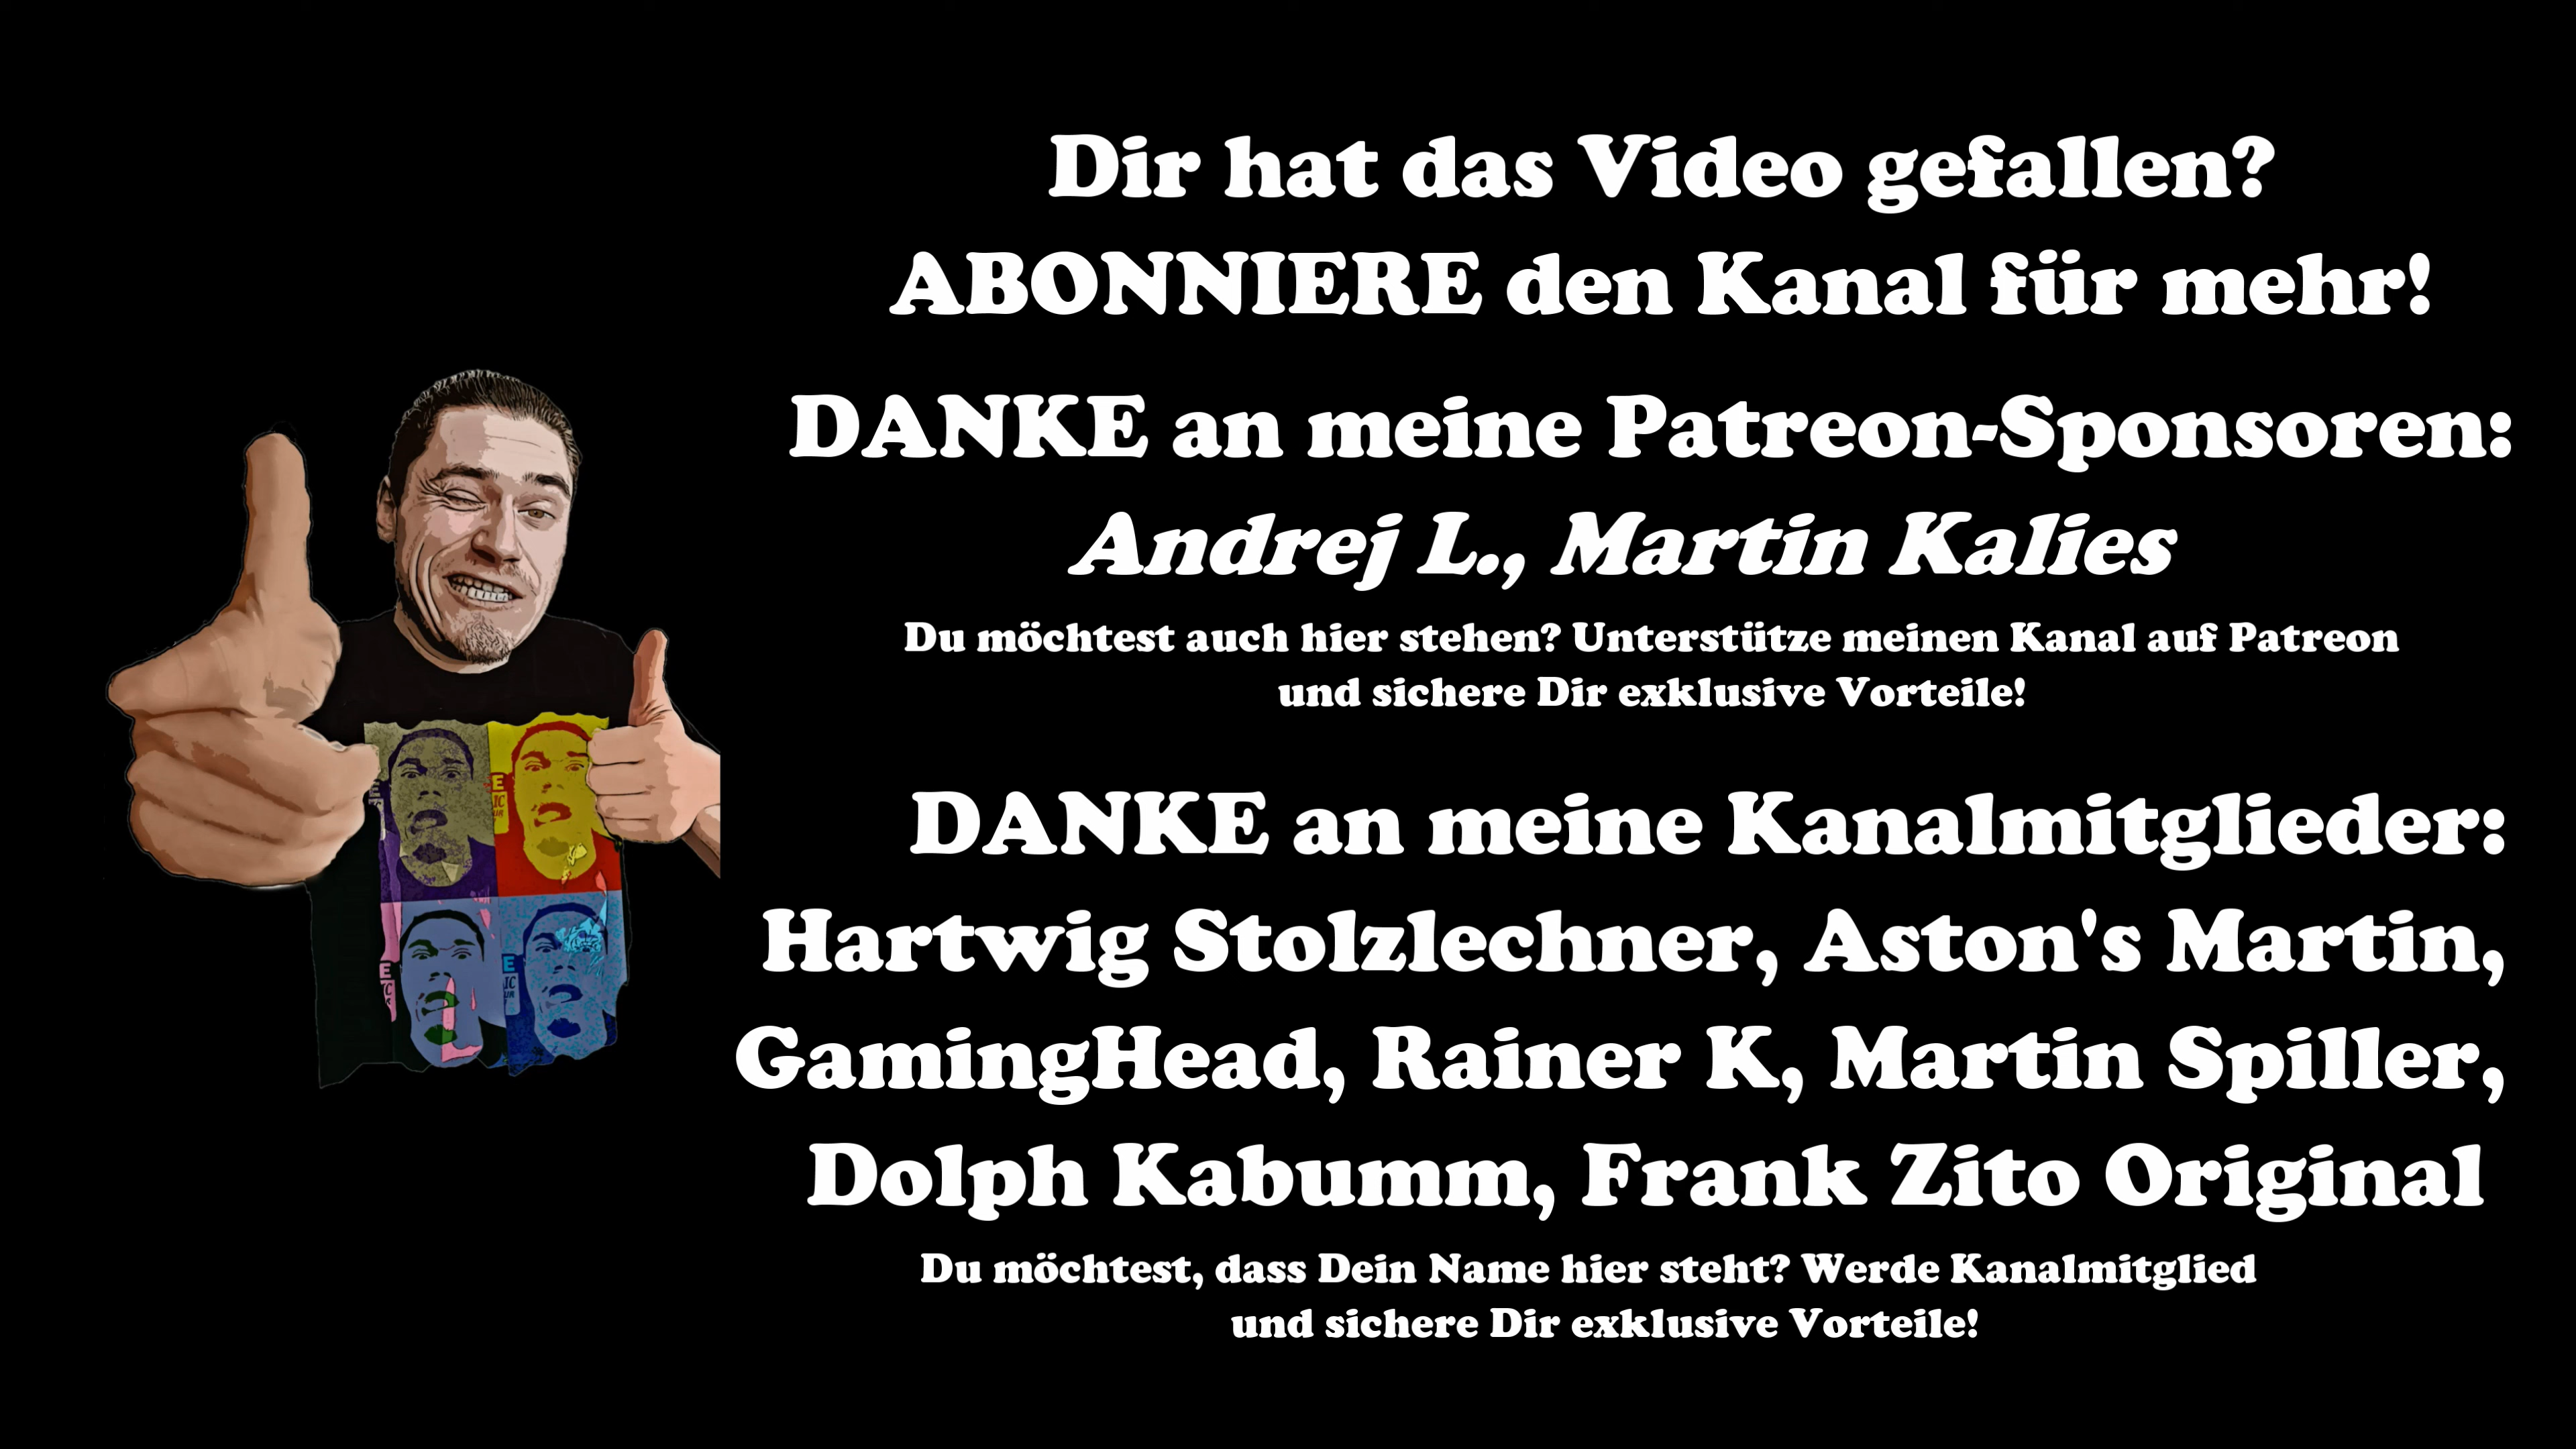 Dir hat das Video gefallen?
ABONNIERE den Kanal für mehr!
DANKE an meine Patreon-Sponsoren:
Andrej L., Martin Kalies
Du möchtest auch hier stehen? Unterstütze meinen Kanal auf Patreon
und sichere Dir exklusive Vorteile!
DANKE an meine Kanalmitglieder:
Hartwig Stolzlechner, Aston's Martin,
GamingHead, Rainer K, Martin Spiller,
Dolph Kabumm, Frank Zito Original
Du möchtest, dass Dein Name hier steht? Werde Kanalmitglied
und sichere Dir exklusive Vorteile!